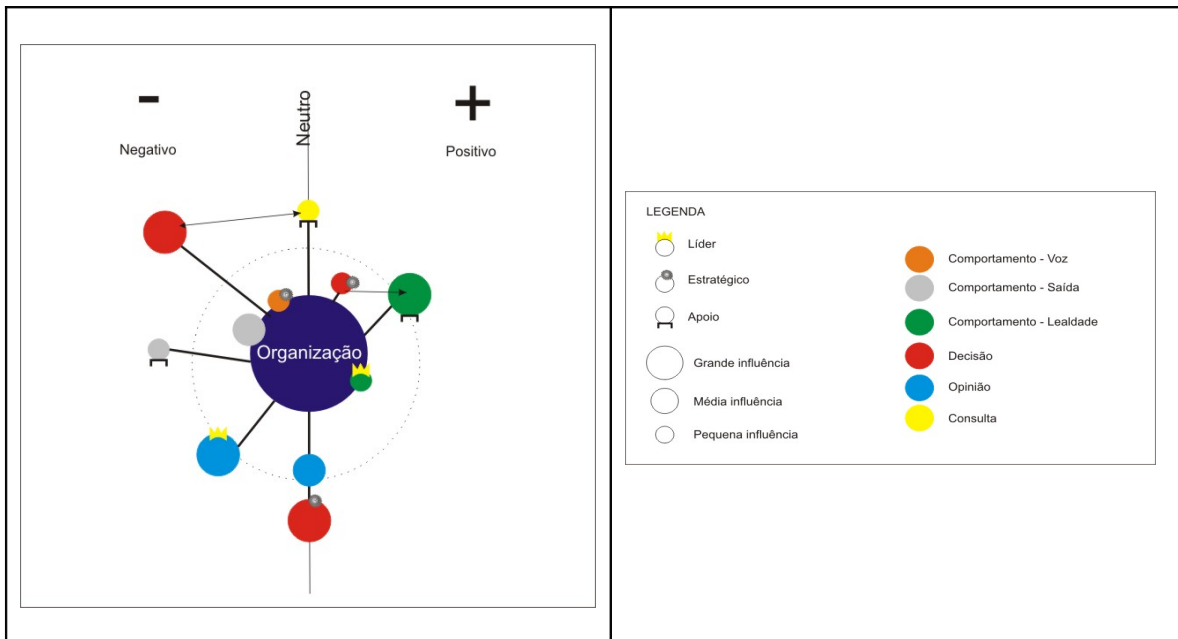 -
+
Neutro
Negativo
Positivo
Organização
LEGENDA
Líder
Estratégico
Apoio
Grande influência
Média influência
Pequena influência
Comportamento - Voz
Comportamento - Saída
Comportamento - Lealdade
Decisão
Opinião
Consulta